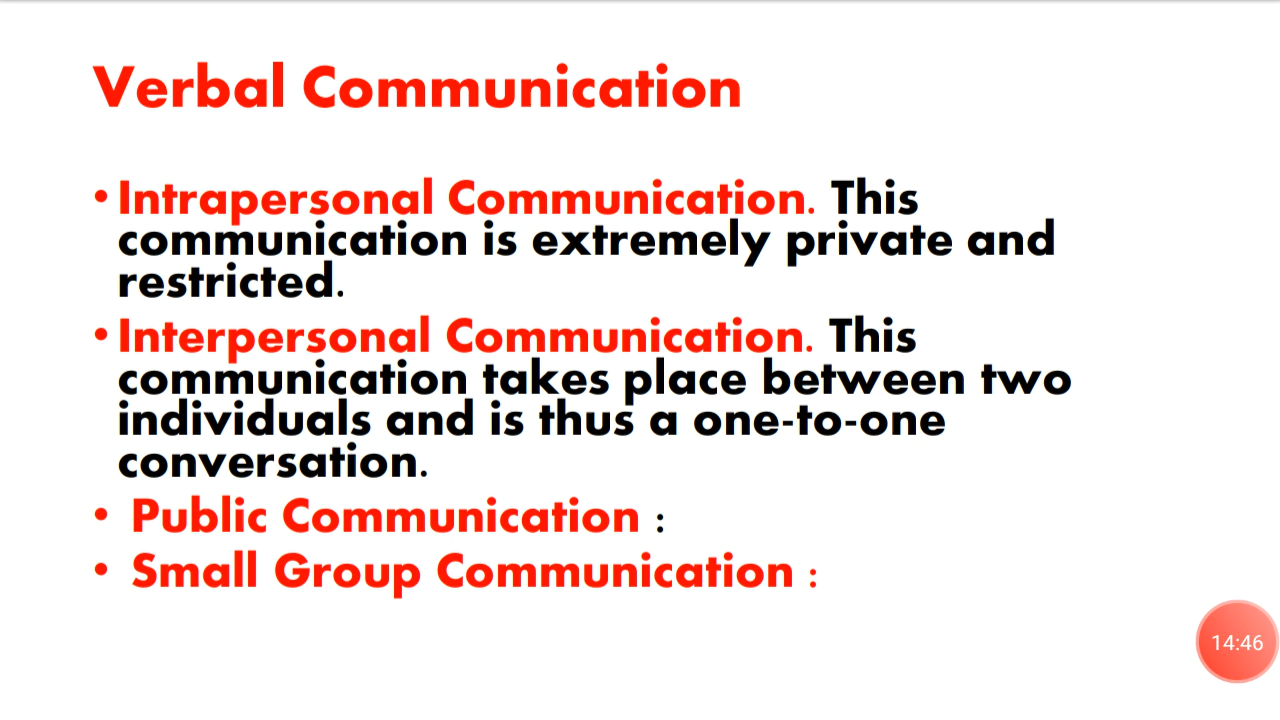 Verbal Communication
• Intrapersonal Communication. This
communication is extremely private and
restricted.
• Interpersonal Communication. This
communication takes place between two
individuals and is thus a one-to-one
conversation.
• Public Communication :
• Small Group Communication :
14:46